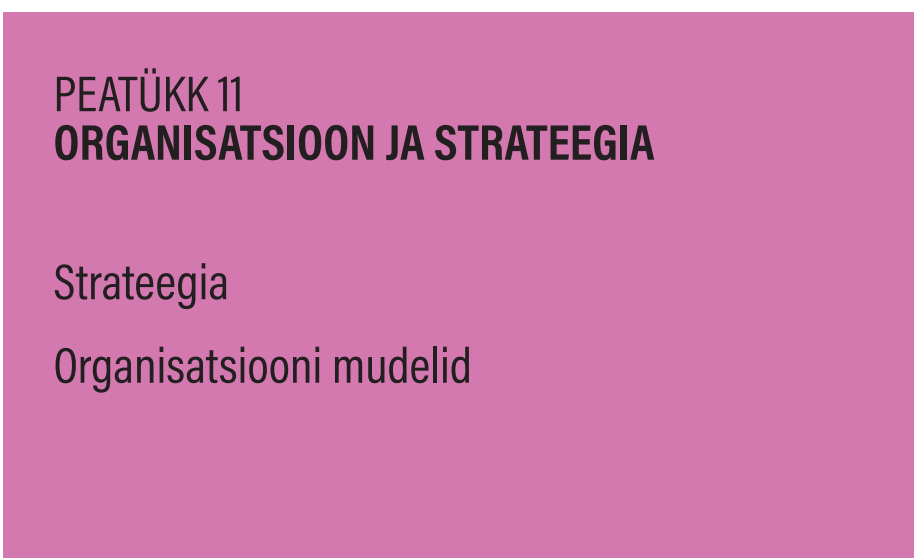 PEATÜKK 11
ORGANISATSIOON JA STRATEEGIA
Strateegia
Organisatsiooni mudelid